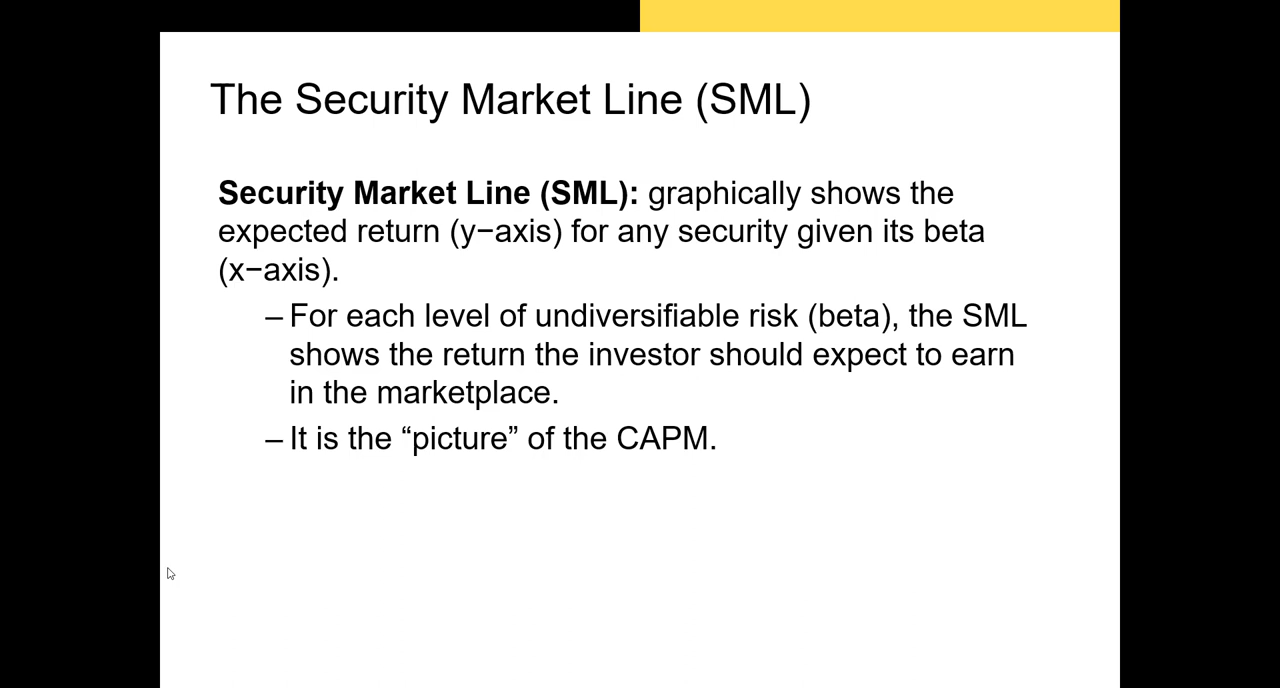 The Security Market Line (SML)
Security Market Line (SML): graphically shows the
expected return (y−axis) for any security given its beta
(x−axis).
– For each level of undiversifiable risk (beta), the SML
shows the return the investor should expect to earn
in the marketplace.
– It is the “picture” of the CAPM.